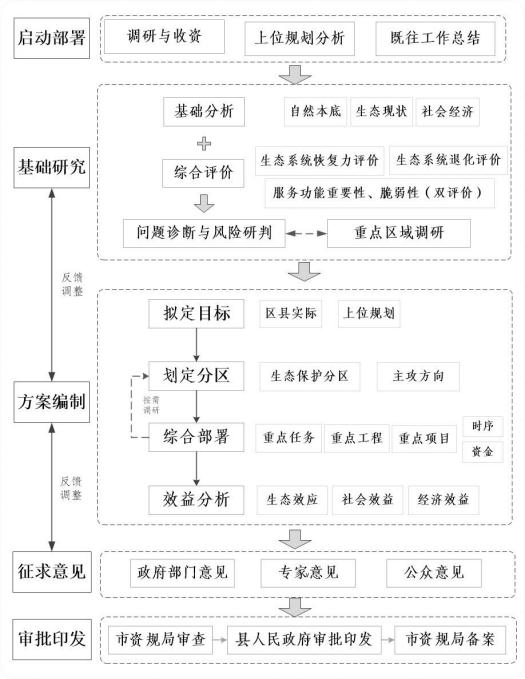 启动部署
调研与收资
上位规划分析
既往工作总结
基础研究
基础分析
自然本底
生态现状
社会经济
综合评价
生态系统恢复力评价
生态系统退化评价
服务功能重要性、脆弱性（双评价）
问题诊断与风险研判
重点区域调研
反馈
调整
方案编制
拟定目标
区县实际
上位规划
划定分区
生态保护分区
主攻方向
按需
调研
综合部署
重点任务
重点工程
重点项目
时序
资金
效益分析
生态效应
社会效益
经济效益
反馈
调整
征求意见
政府部门意见
专家意见
公众意见
审批印发
市资规局审查
县人民政府审批印发
市资规局备案